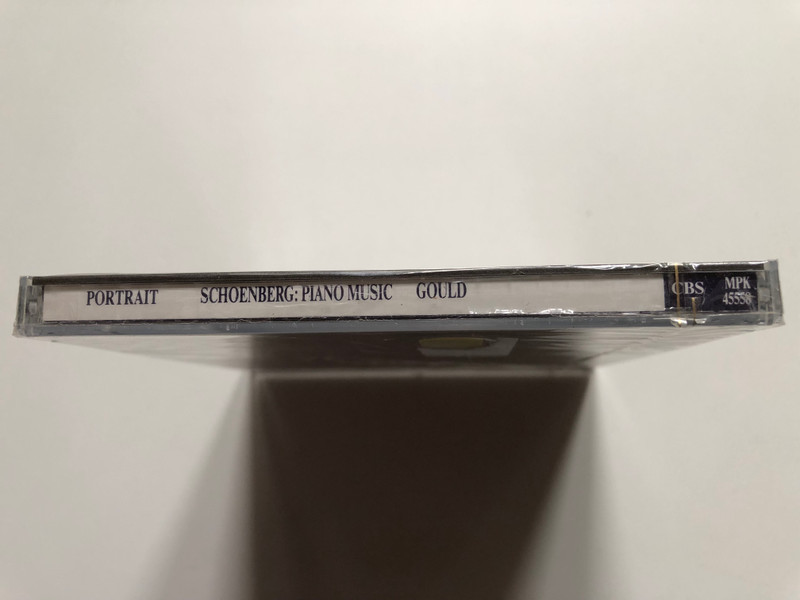 PORTRAIT SCHOENBERG: PIANO MUSIC GOULD CBS MPK
45558